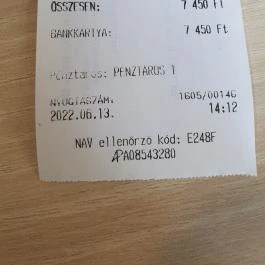 ÖSSZESEN: 7 450 Ft
BANKKÁRTYA: 7 450 Ft
Pénztáros: PENZTAROS 1
NYUGTASZÁM: 1605/00146
2022.06.13. 14:12
NAV ellenőrző kód: E248F
AP A08543280